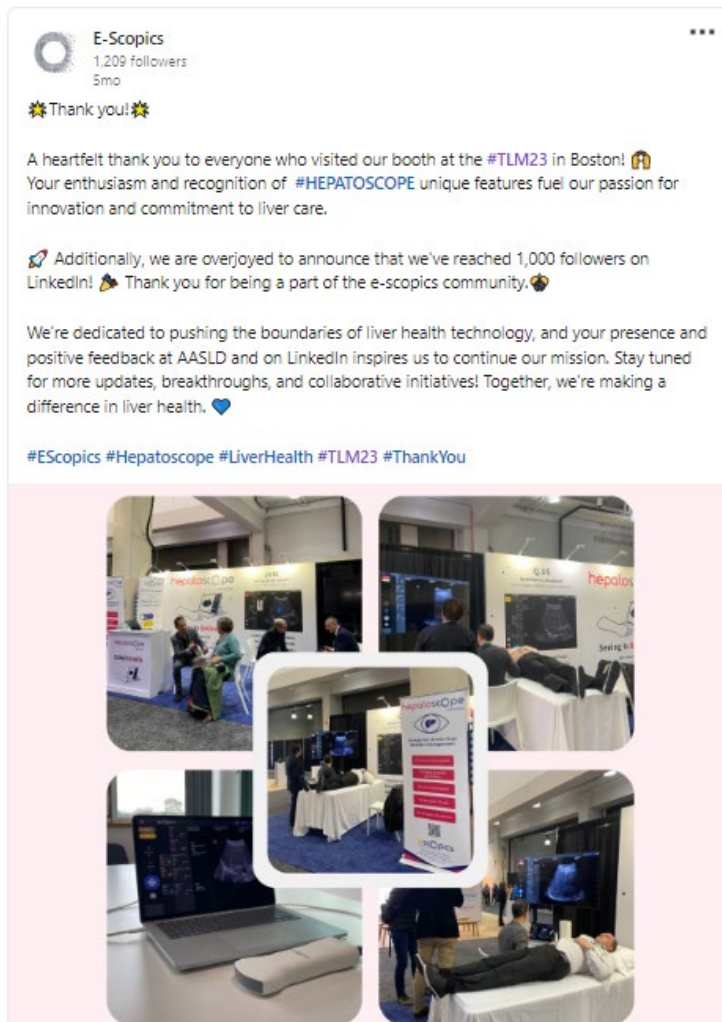 E-Scopics
1,209 followers
5mo
🌟Thank you!🌟
A heartfelt thank you to everyone who visited our booth at the #TLM23 in Boston! 🙌
Your enthusiasm and recognition of #HEPATOSCOPE unique features fuel our passion for
innovation and commitment to liver care.
🚀 Additionally, we are overjoyed to announce that we've reached 1,000 followers on
LinkedIn! 🎉 Thank you for being a part of the e-scopics community.
We're dedicated to pushing the boundaries of liver health technology, and your presence and
positive feedback at AASLD and on LinkedIn inspires us to continue our mission. Stay tuned
for more updates, breakthroughs, and collaborative initiatives! Together, we're making a
difference in liver health. 💙
#EScopics #Hepatoscope #LiverHealth #TLM23 #ThankYou
hepatoscope
hepatos
Seeing is
hepatoscope